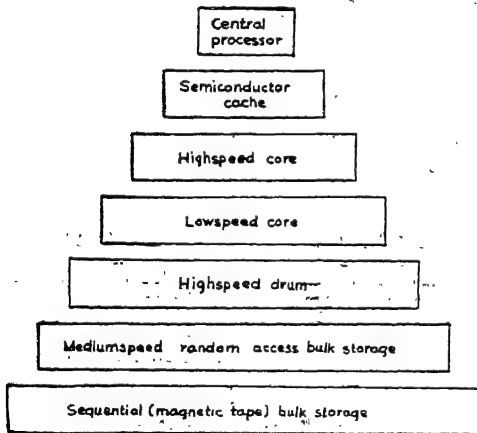 Central
processor
Semiconductor
cache
Highspeed core
Lowspeed core
Highspeed drum
Mediumspeed random access bulk storage
Sequential (magnetic tape) bulk storage